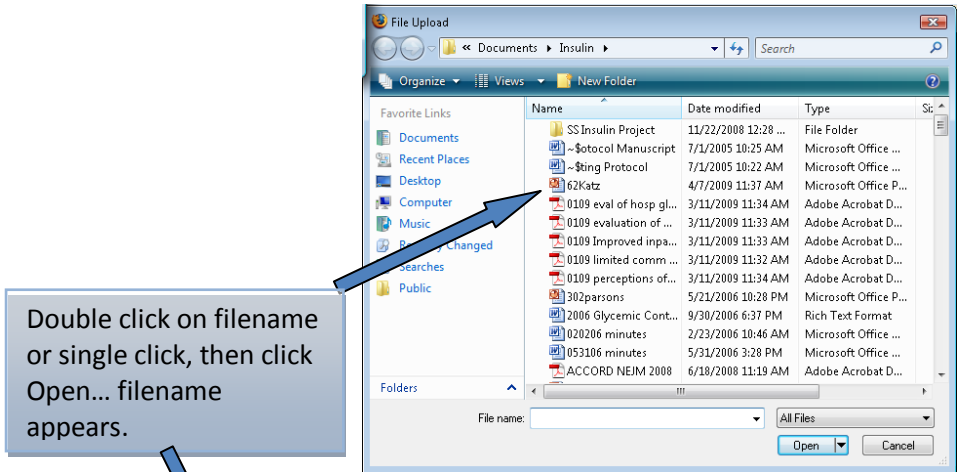 File Upload
« Documents Insulin
Search
Organize Views New Folder
Favorite Links
Documents
Recent Places
Desktop
Computer
Music
Changed
Searches
Public
Folders
Name Date modified Type
SS Insulin Project 11/22/2008 12:28 ... File Folder
~$otocol Manuscript 7/1/2005 10:25 AM Microsoft Office ...
~$ting Protocol 7/1/2005 10:22 AM Microsoft Office ...
62Katz 4/7/2009 11:37 AM Microsoft Office P...
0109 eval of hosp gl... 3/11/2009 11:34 AM Adobe Acrobat D...
0109 evaluation of ... 3/11/2009 11:33 AM Adobe Acrobat D...
0109 Improved inpa... 3/11/2009 11:33 AM Adobe Acrobat D...
0109 limited comm ... 3/11/2009 11:32 AM Adobe Acrobat D...
0109 perceptions of... 3/11/2009 11:34 AM Adobe Acrobat D...
302parsons 5/21/2006 10:28 PM Microsoft Office P...
2006 Glycemic Cont... 9/30/2006 6:37 PM Rich Text Format
020206 minutes 2/23/2006 10:46 AM Microsoft Office ...
053106 minutes 5/31/2006 3:28 PM Microsoft Office ...
ACCORD NEJM 2008 6/18/2008 11:19 AM Adobe Acrobat D...
File name:
All Files
Open Cancel
Double click on filename
or single click, then click
Open... filename
appears.